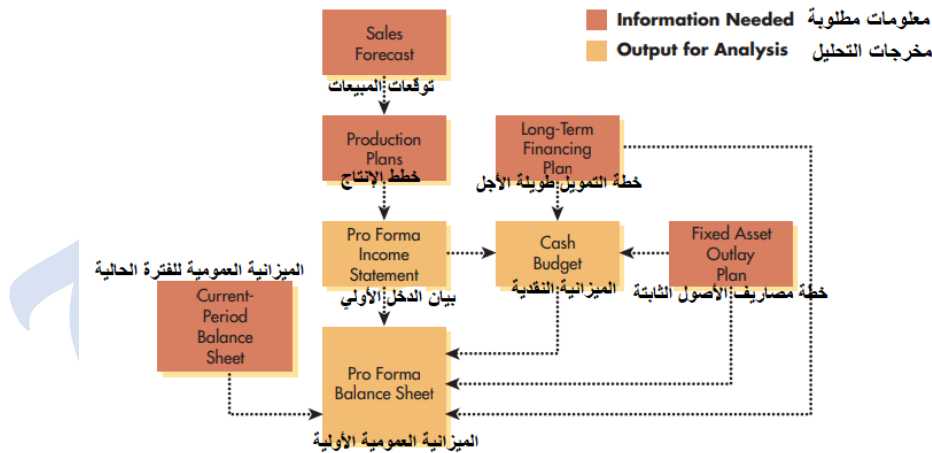 Information Needed معلومات مطلوبة
Output for Analysis مخرجات التحليل
Sales
Forecast
توقعات المبيعات
Production
Plans
خطط الإنتاج
Long-Term
Financing
Plan
خطة التمويل طويلة الأجل
Pro Forma
Income
Statement
بيان الدخل الأولي
Cash
Budget
الميزانية النقدية
Fixed Asset
Outlay
Plan
خطة مصاريف الأصول الثابتة
الميزانية العمومية للفترة الحالية
Current-
Period
Balance
Sheet
Pro Forma
Balance Sheet
الميزانية العمومية الأولية